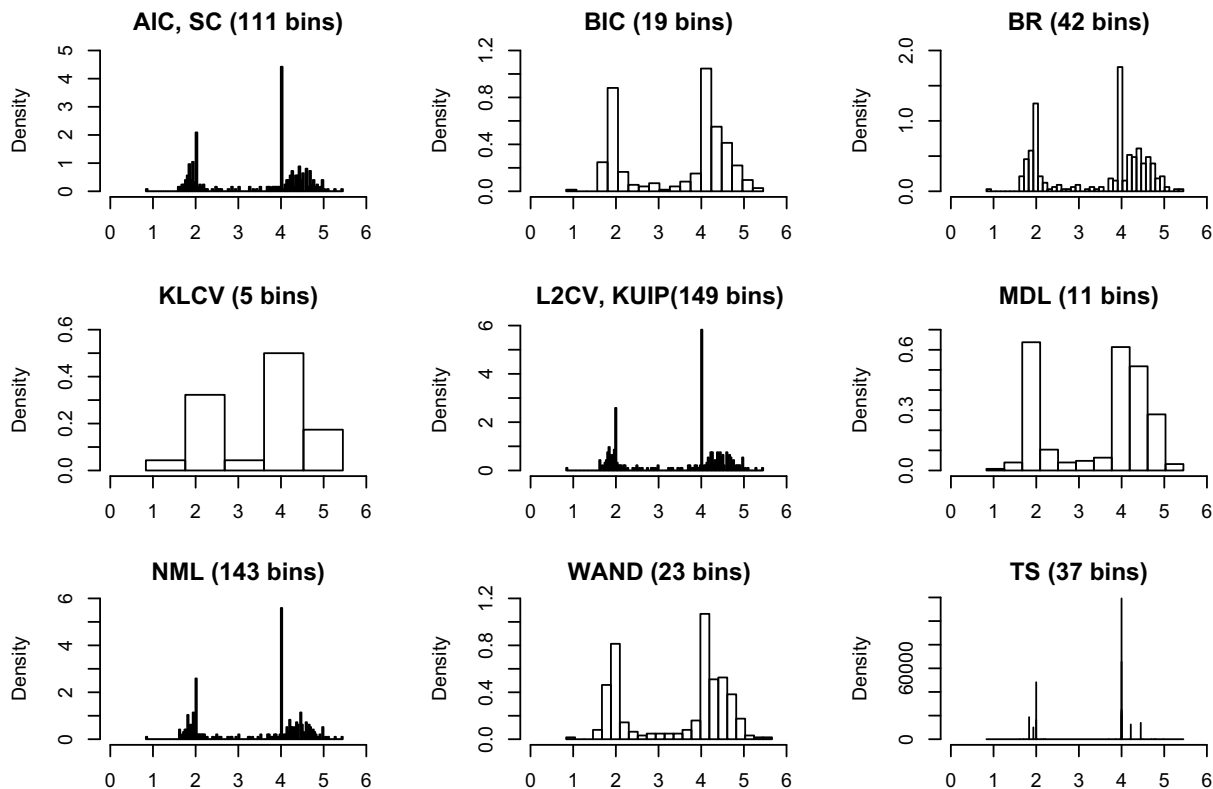 AIC, SC (111 bins)
Density
0 1 2 3 4 5
0 1 2 3 4 5 6
BIC (19 bins)
Density
0.0 0.4 0.8 1.2
0 1 2 3 4 5 6
BR (42 bins)
Density
0.0 1.0 2.0
0 1 2 3 4 5 6
KLCV (5 bins)
Density
0.0 0.2 0.4 0.6
0 1 2 3 4 5 6
L2CV, KUIP(149 bins)
Density
0 2 4 6
0 1 2 3 4 5 6
MDL (11 bins)
Density
0.0 0.3 0.6
0 1 2 3 4 5 6
NML (143 bins)
Density
0 2 4 6
0 1 2 3 4 5 6
WAND (23 bins)
Density
0.0 0.4 0.8 1.2
0 1 2 3 4 5 6
TS (37 bins)
Density
0 60000
0 1 2 3 4 5 6